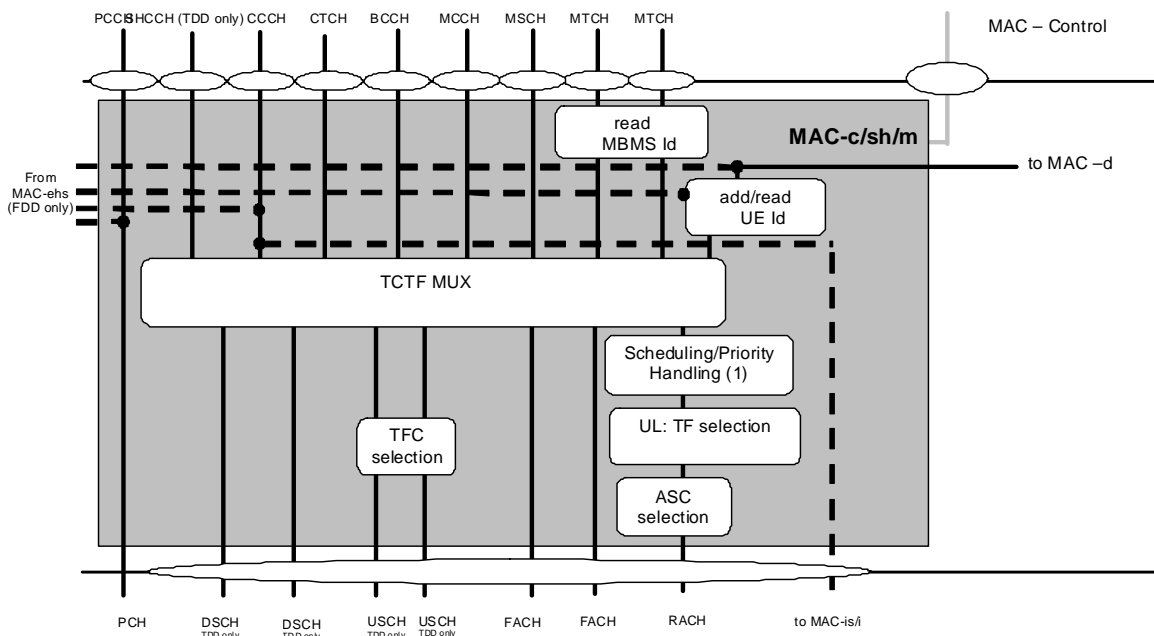 PCCH SHCCH (TDD only) CCCH CTCH BCCH MCCH MSCH MTCH MTCH
MAC – Control
read
MBMS Id
MAC-c/sh/m
to MAC –d
From
MAC-ehs
(FDD only)
add/read
UE Id
TCTF MUX
Scheduling/Priority
Handling (1)
UL: TF selection
TFC
selection
ASC
selection
PCH DSCH DSCH USCH USCH FACH FACH RACH to MAC-is/i
TDD only TDD only TDD only TDD only